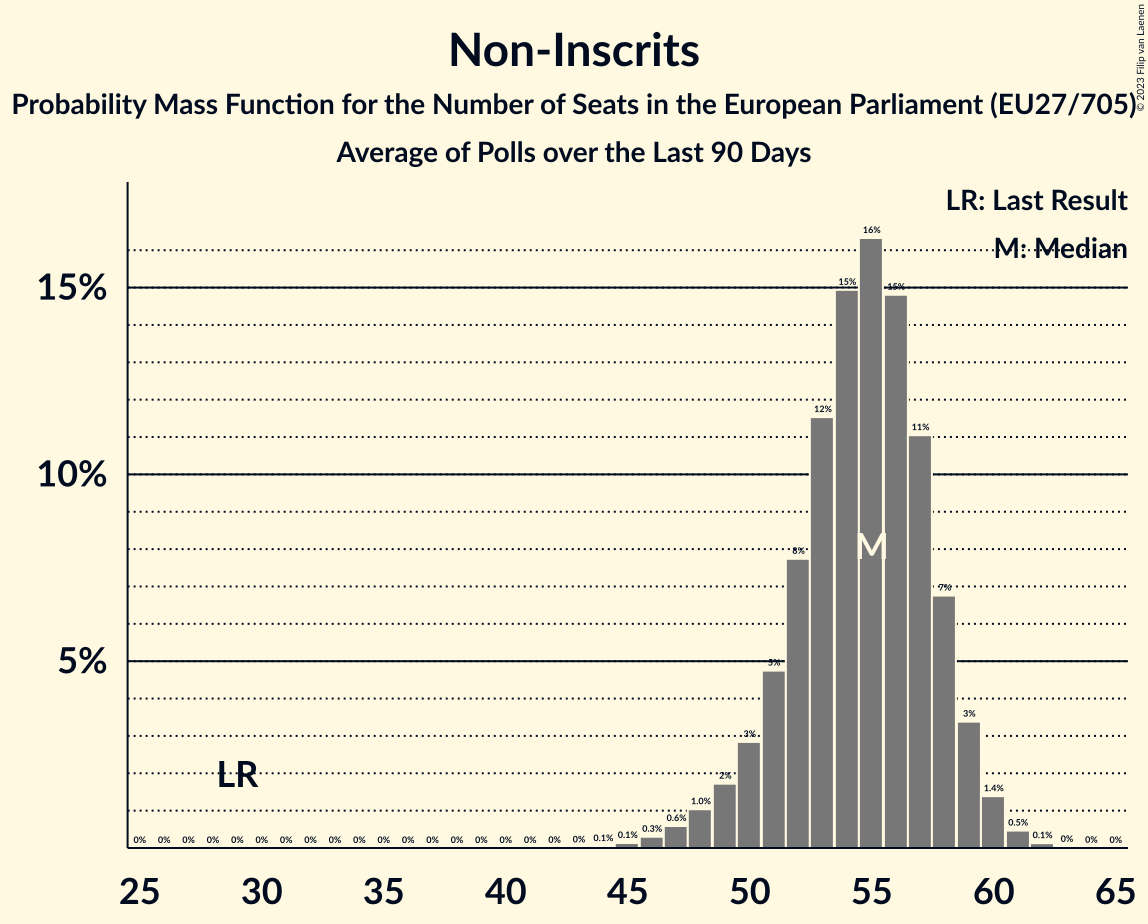 Non-Inscrits
Probability Mass Function for the Number of Seats in the European Parliament (EU27/705)
Average of Polls over the Last 90 Days
© 2023 Filip van Laenen
LR: Last Result
M: Median
16%
15%
15%
15%
12%
11%
10%
M
8%
7%
5%
5%
3%
3%
LR
2%
1.4%
1.0%
0.6%
0.5%
0.3%
0% 0% 0% 0% 0% 0% 0% 0% 0% 0% 0% 0% 0% 0% 0% 0% 0% 0% 0% 0.1% 0.1% 0.1% 0% 0% 0%
25 30 35 40 45 50 55 60 65